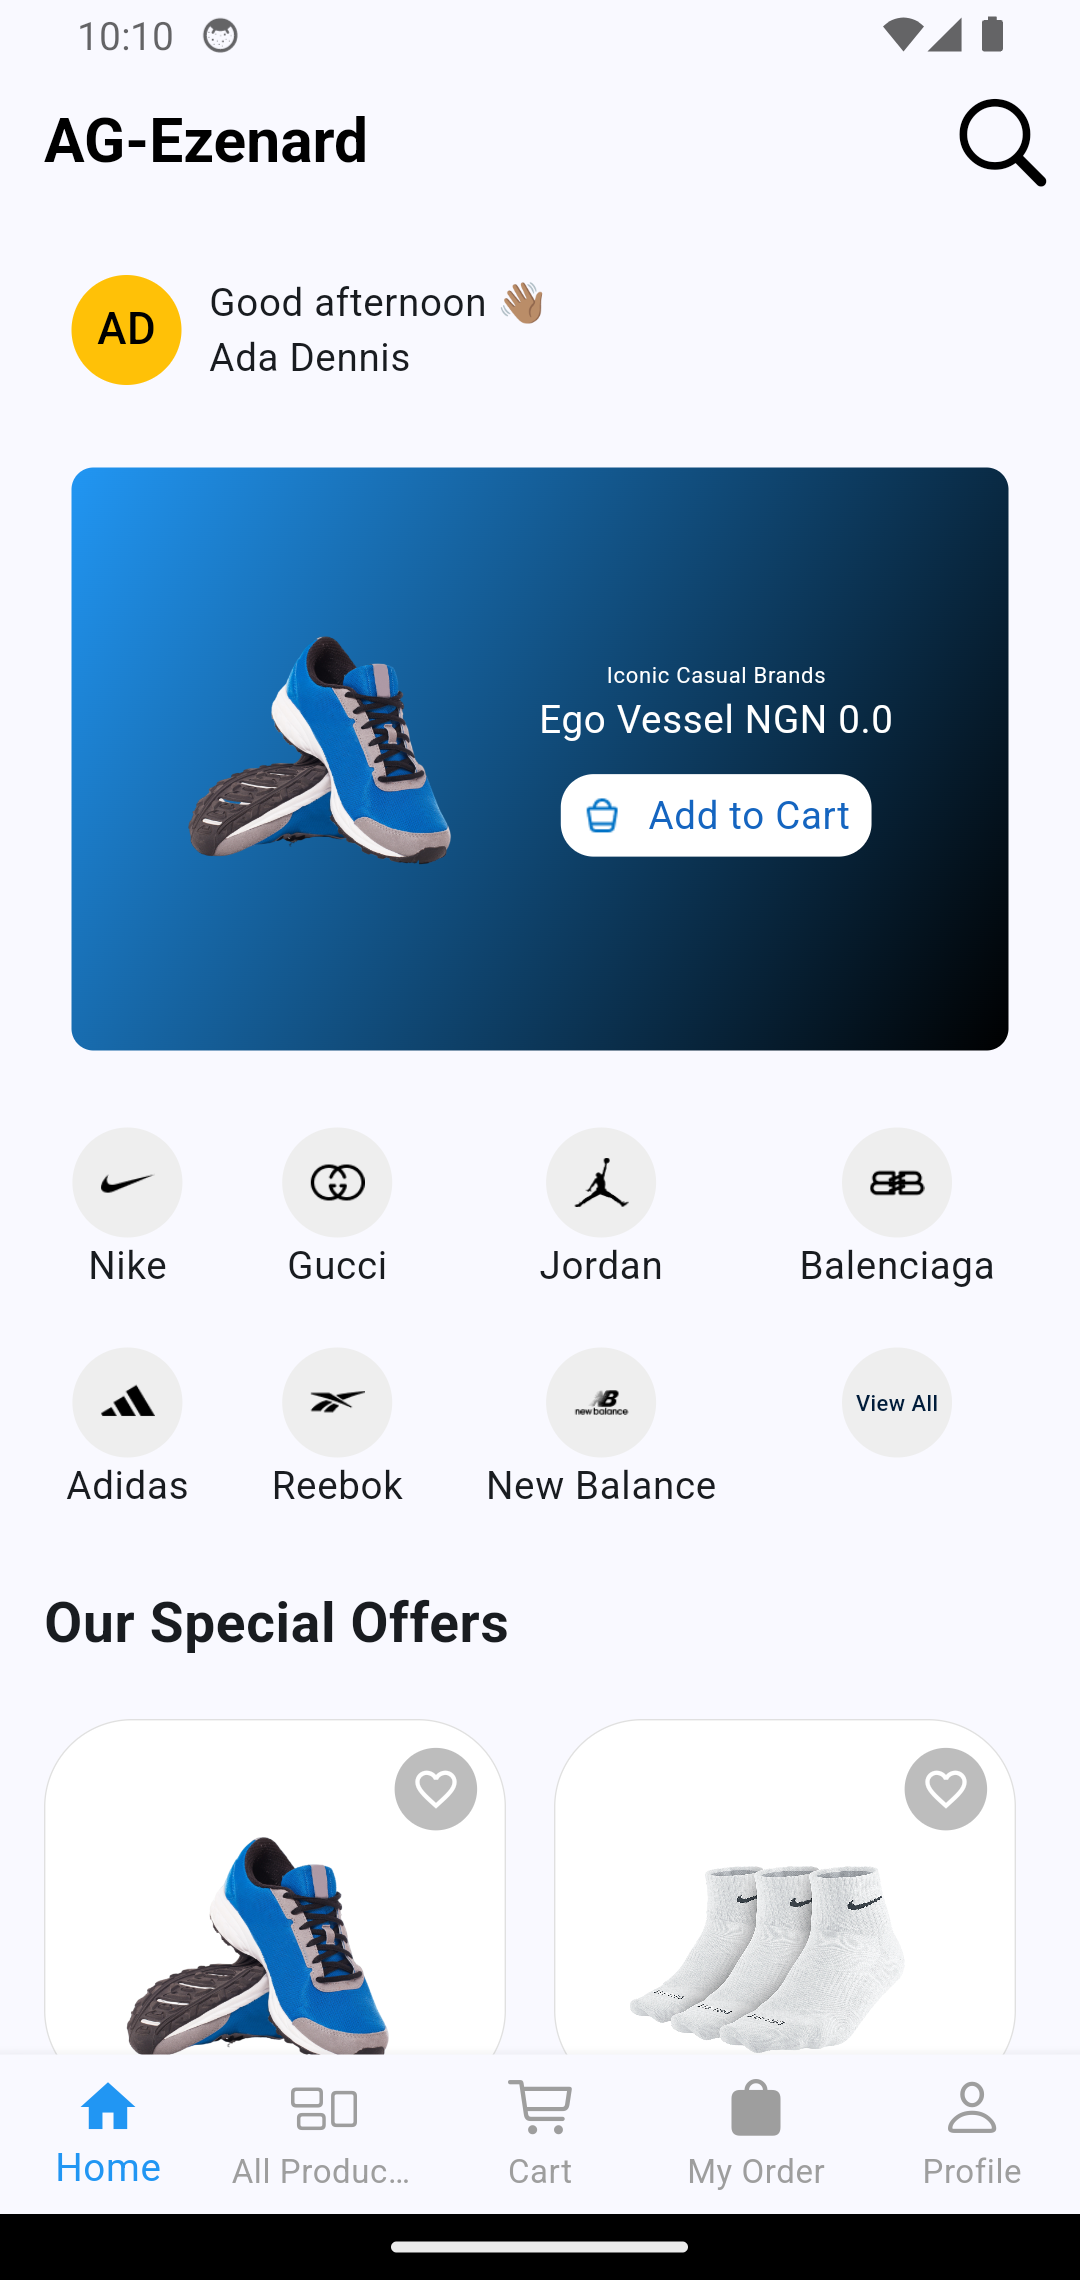 10:10
AG-Ezenard
AD
Good afternoon 👋🏽
Ada Dennis
Iconic Casual Brands
Ego Vessel NGN 0.0
Add to Cart
Nike
Gucci
Jordan
Balenciaga
new balance
View All
Adidas
Reebok
New Balance
Our Special Offers
Home
All Produc...
Cart
My Order
Profile